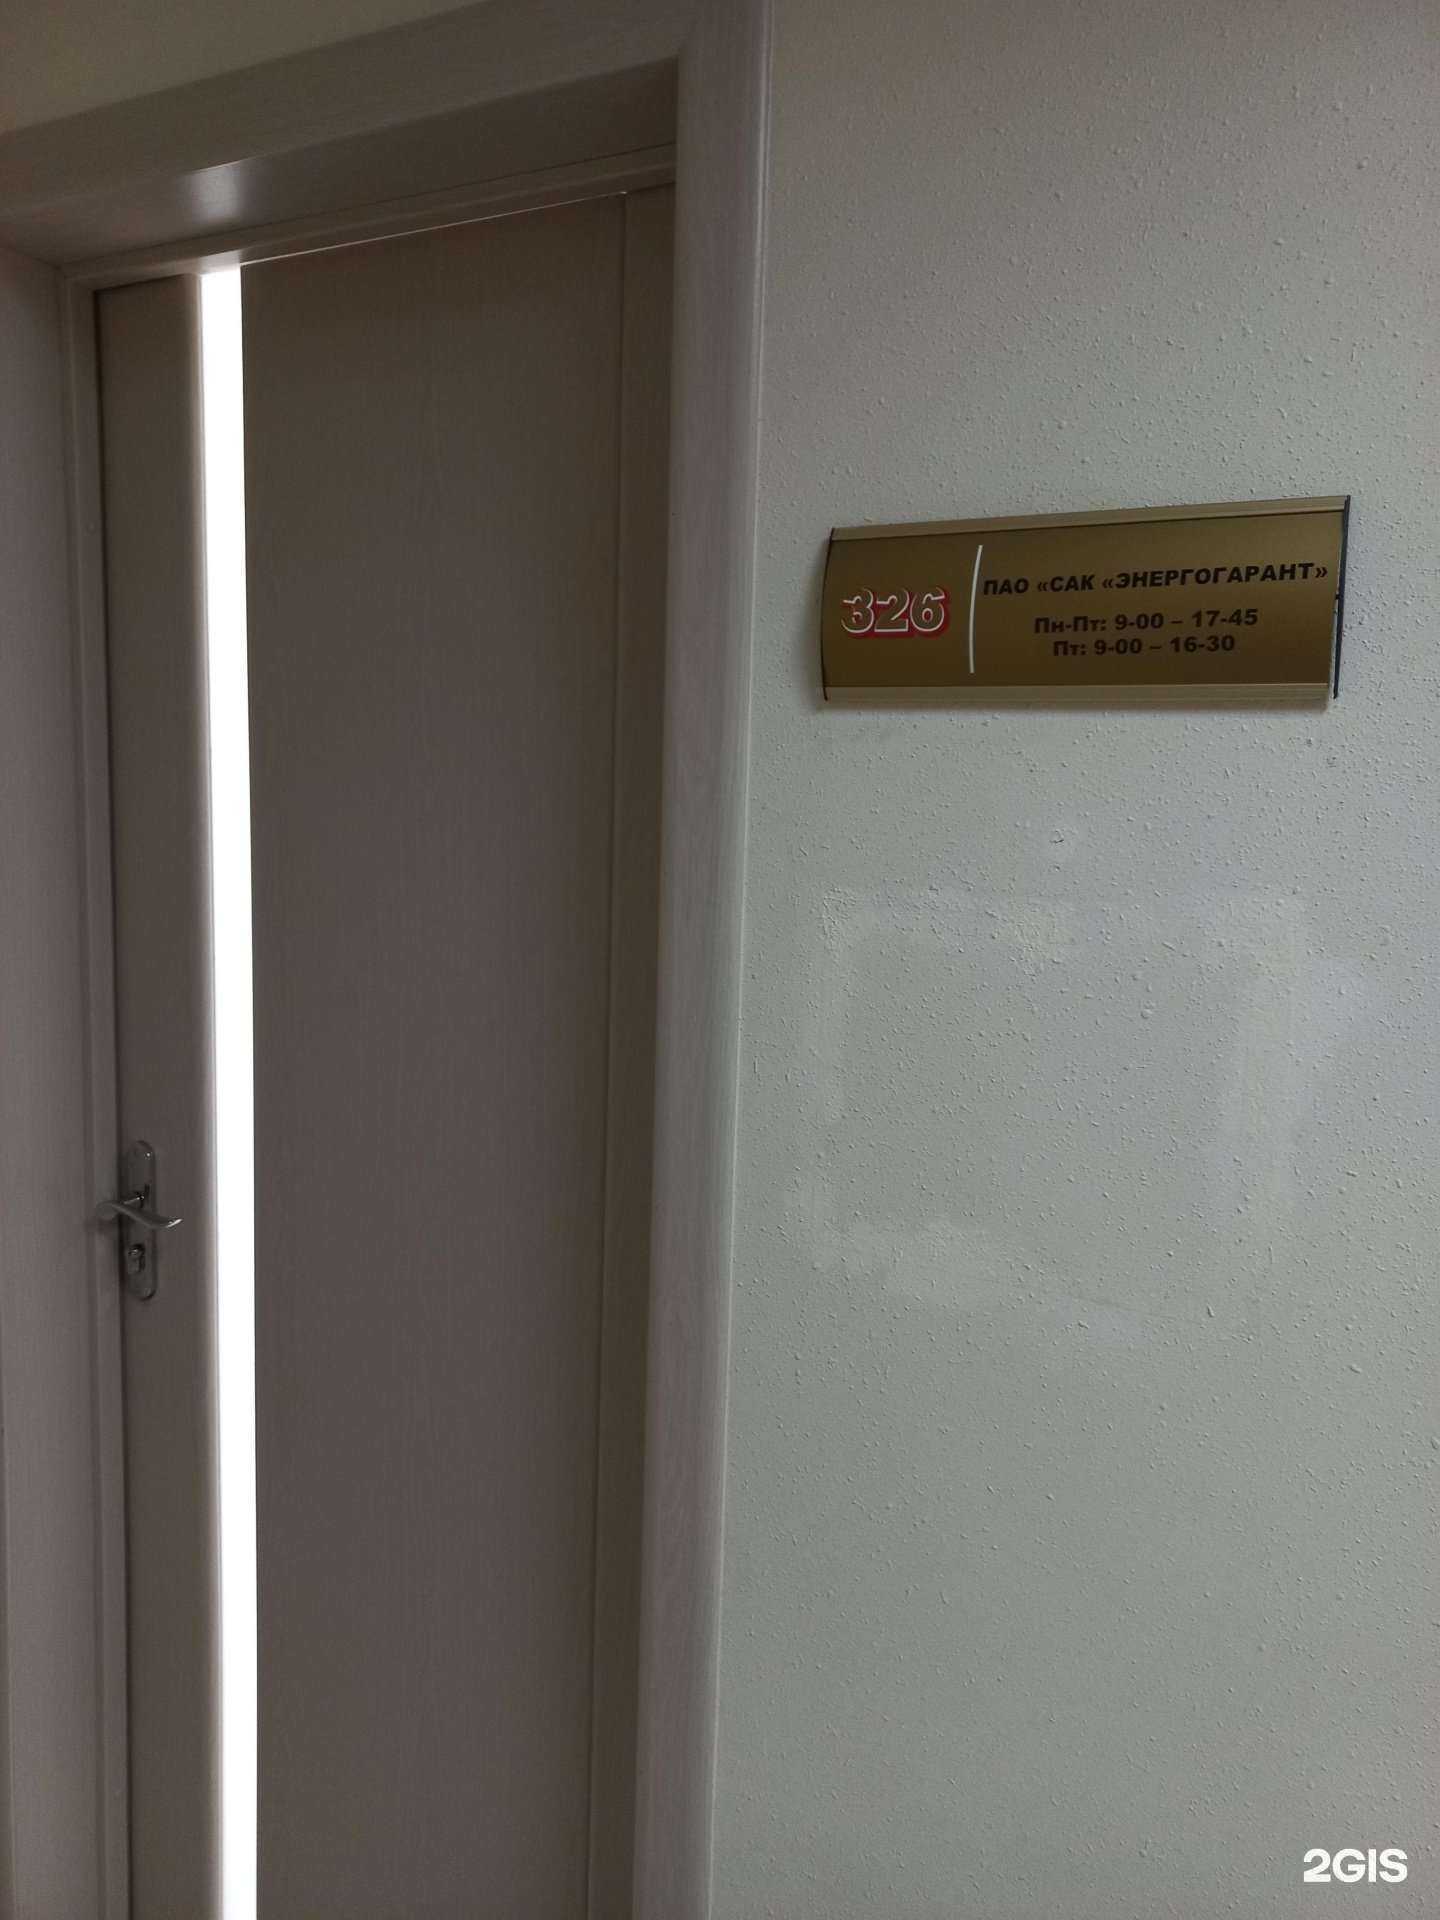 326
ПАО «САК «ЭНЕРГОГАРАНТ»
Пн-Пт: 9-00 – 17-45
Пт: 9-00 – 16-30
2GIS